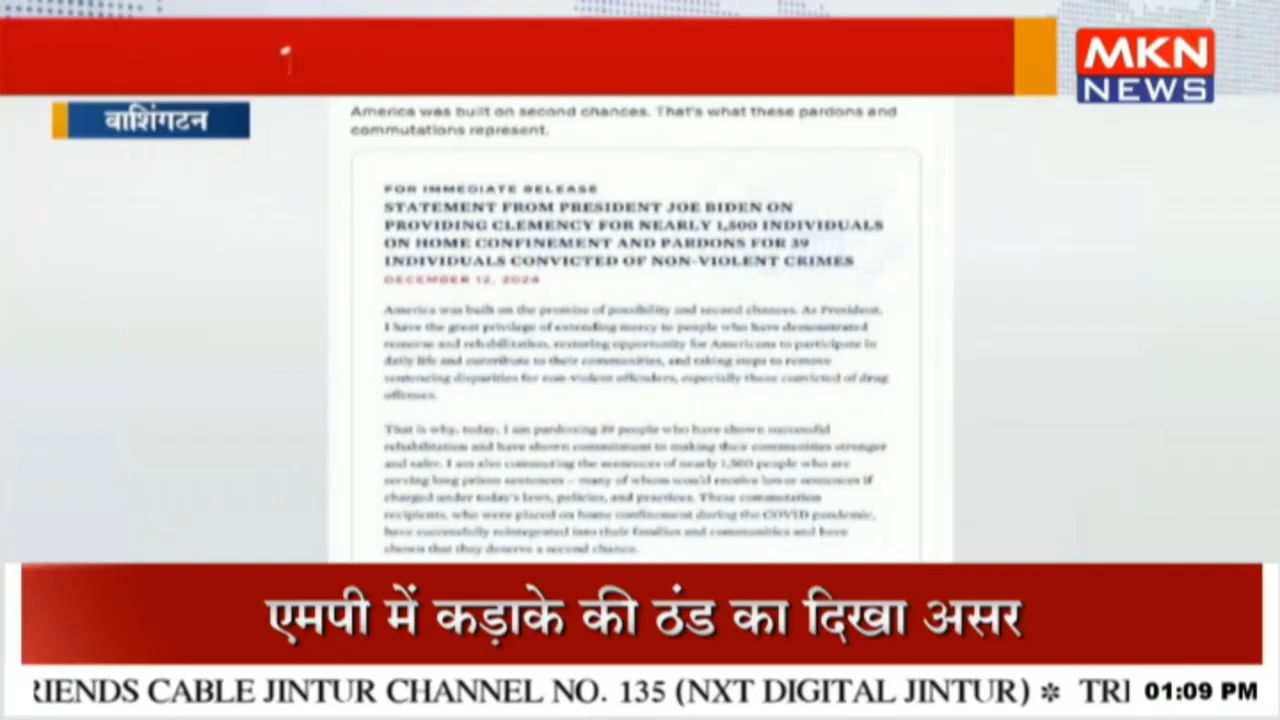 MKN
NEWS
वाशिंगटन
America was built on second chances. That's what these pardons and
commutations represent.
FOR IMMEDIATE RELEASE
STATEMENT FROM PRESIDENT JOE BIDEN ON
PROVIDING CLEMENCY FOR NEARLY 1,500 INDIVIDUALS
ON HOME CONFINEMENT AND PARDONS FOR 39
INDIVIDUALS CONVICTED OF NON-VIOLENT CRIMES
DECEMBER 12, 2024
America was built on the promise of possibility and second chances. As President,
I have the great privilege of extending mercy to people who have demonstrated
remorse and rehabilitation, restoring opportunity for Americans to participate in
daily life and contribute to their communities, and taking steps to remove
sentencing disparities for non-violent offenders, especially those convicted of drug
offenses.
That is why, today, I am pardoning 39 people who have shown successful
rehabilitation and have shown commitment to making their communities stronger
and safer. I am also commuting the sentences of nearly 1,500 people who are
serving long prison sentences – many of whom would receive lower sentences if
charged under today's laws, policies, and practices. These commutation
recipients, who were placed on home confinement during the COVID pandemic,
have successfully reintegrated into their families and communities and have
shown that they deserve a second chance.
एमपी में कड़ाके की ठंड का दिखा असर
RIENDS CABLE JINTUR CHANNEL NO. 135 (NXT DIGITAL JINTUR) ✻ TRI 01:09 PM